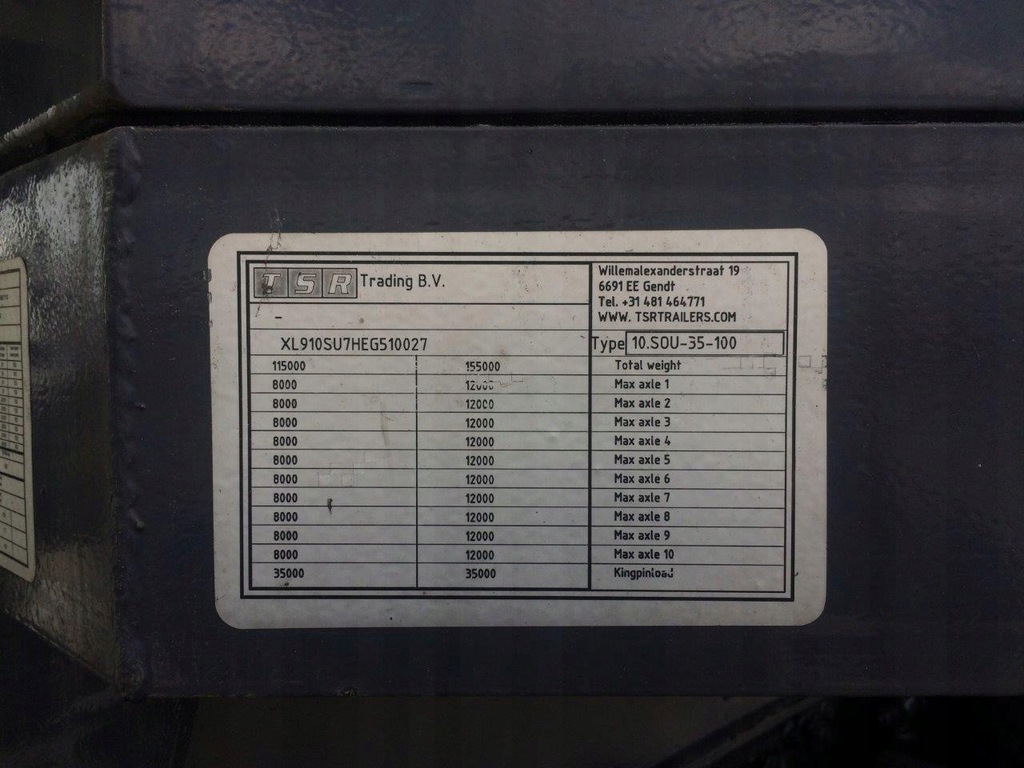 TSR Trading B.V.
Willemalexanderstraat 19
6691 EE Gendt
Tel. +31 481 464771
WWW. TSRTRAILERS.COM
-
XL910SU7HEG510027 Type 10.SOU-35-100
115000 155000 Total weight
8000 12000 Max axle 1
8000 12000 Max axle 2
8000 12000 Max axle 3
8000 12000 Max axle 4
8000 12000 Max axle 5
8000 12000 Max axle 6
8000 12000 Max axle 7
8000 12000 Max axle 8
8000 12000 Max axle 9
8000 12000 Max axle 10
35000 35000 Kingpinload